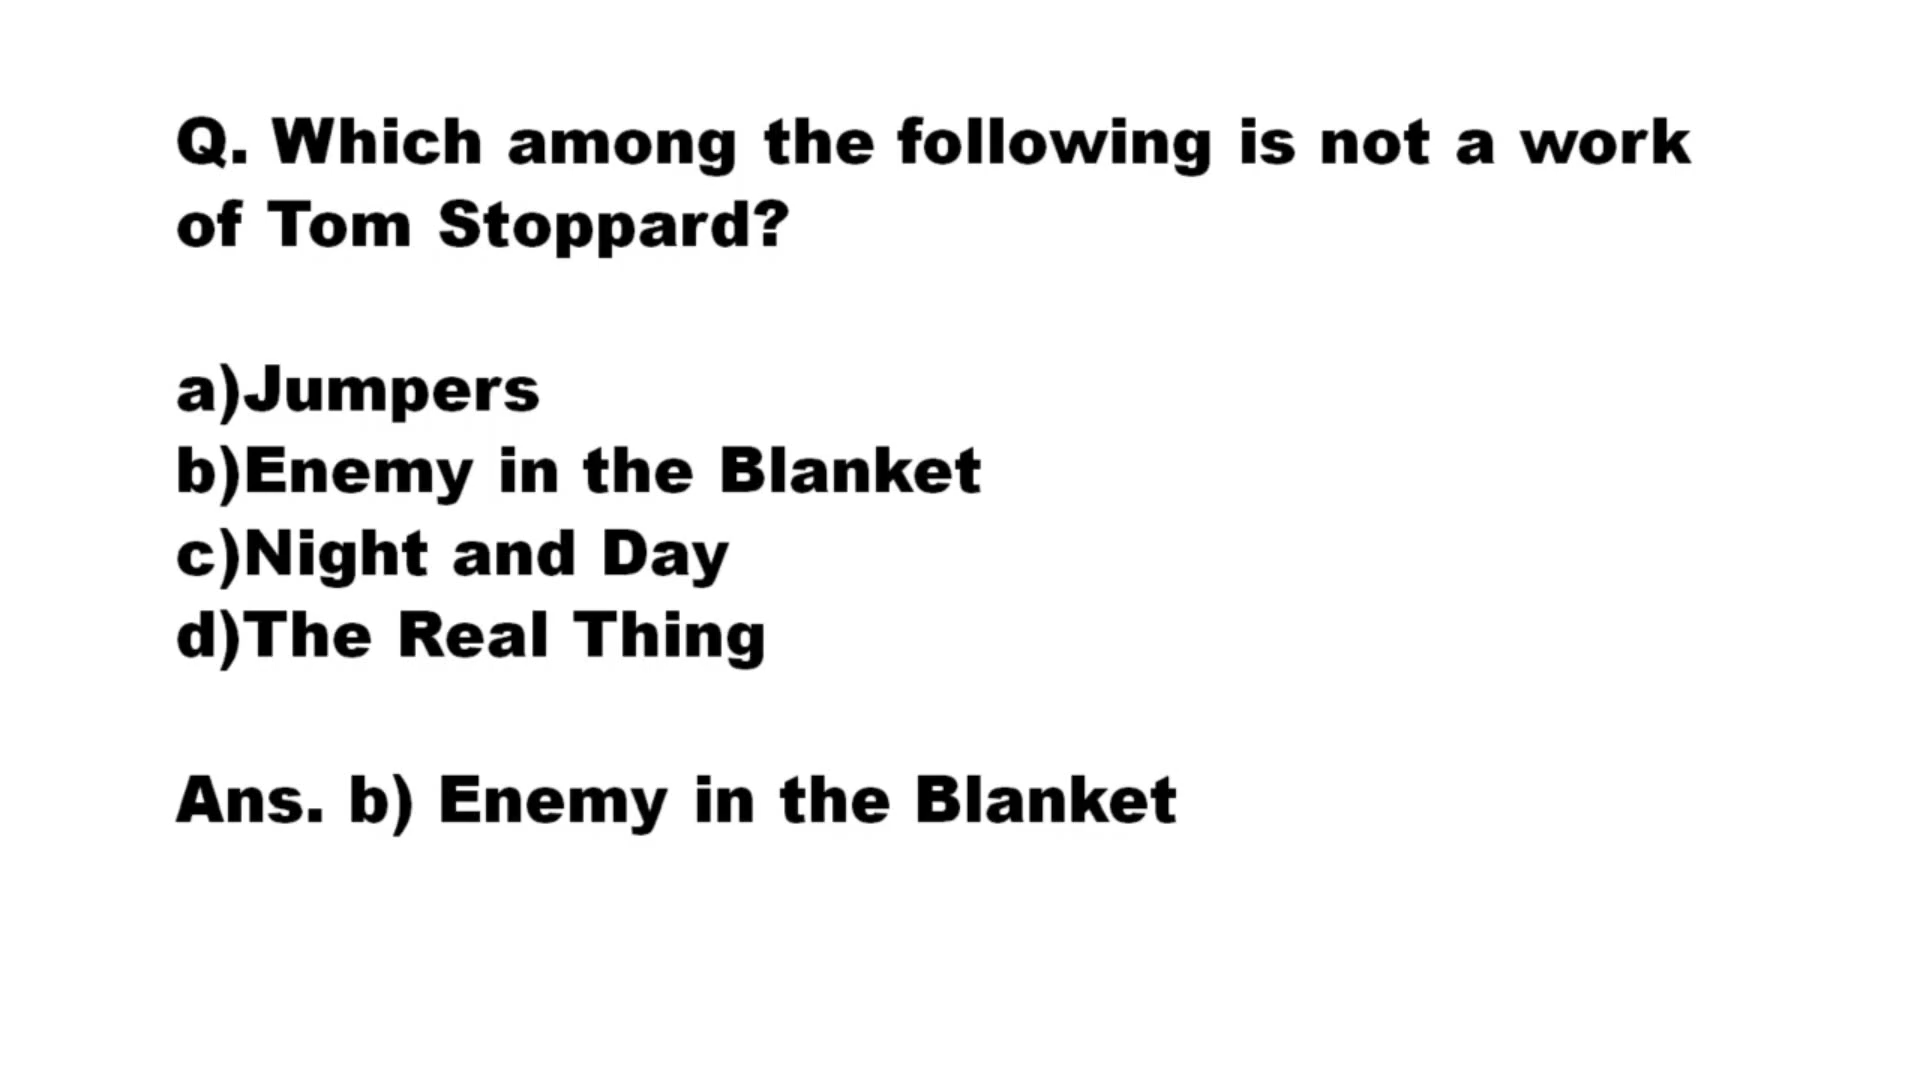 Q. Which among the following is not a work
of Tom Stoppard?
a)Jumpers
b)Enemy in the Blanket
c)Night and Day
d)The Real Thing
Ans. b) Enemy in the Blanket